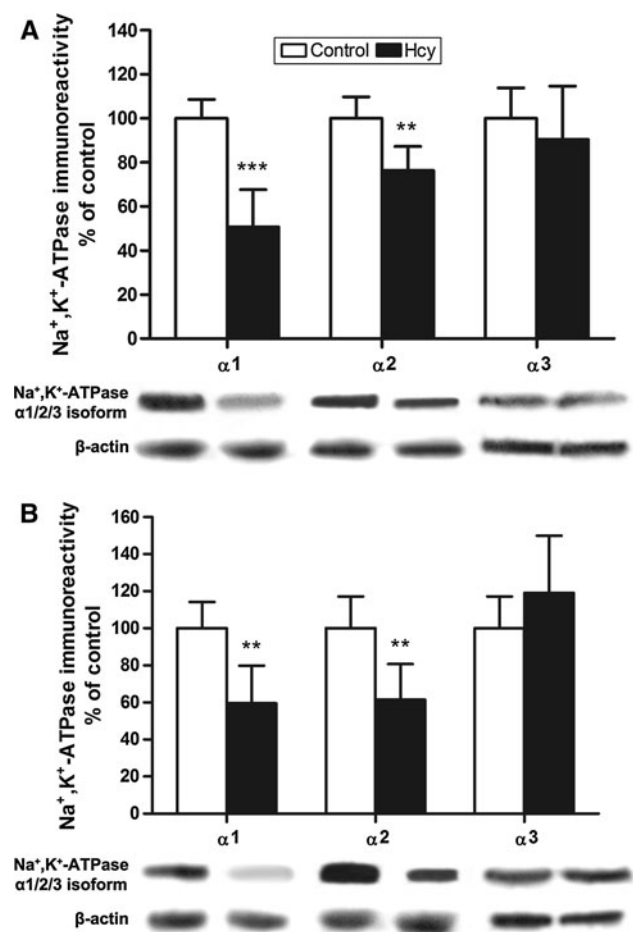 A
Na⁺,K⁺-ATPase immunoreactivity
% of control
140
120
100
80
60
40
20
0
Control Hcy
***
**
α1 α2 α3
Na⁺,K⁺-ATPase
α1/2/3 isoform
β-actin
B
Na⁺,K⁺-ATPase immunoreactivity
% of control
160
140
120
100
80
60
40
20
0
**
**
α1 α2 α3
Na⁺,K⁺-ATPase
α1/2/3 isoform
β-actin